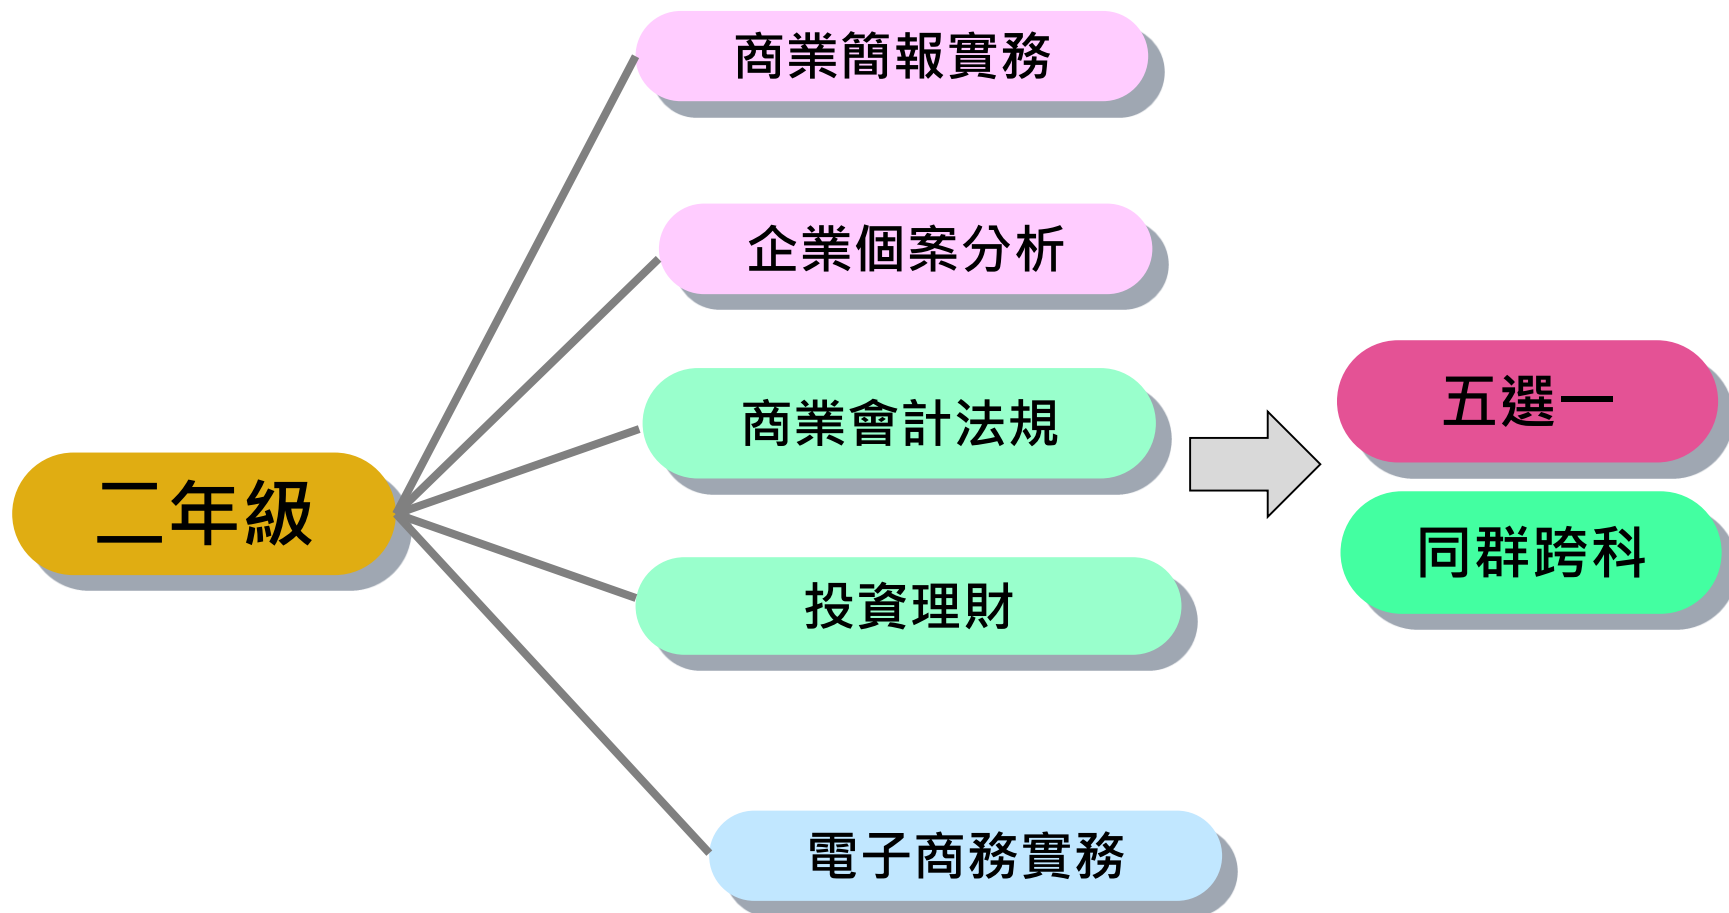 商業簡報實務
企業個案分析
商業會計法規
投資理財
電子商務實務
二年級
五選一
同群跨科